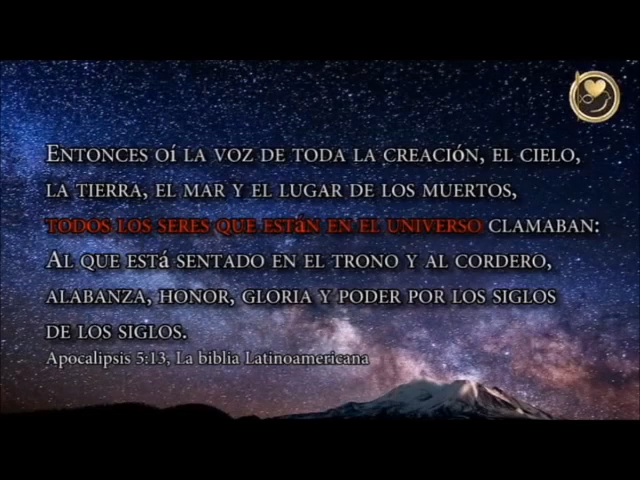 Entonces oí la voz de toda la creación, el cielo,
la tierra, el mar y el lugar de los muertos,
todos los seres que están en el universo clamaban:
Al que está sentado en el trono y al cordero,
alabanza, honor, gloria y poder por los siglos
de los siglos.
Apocalipsis 5:13, La biblia Latinoamericana